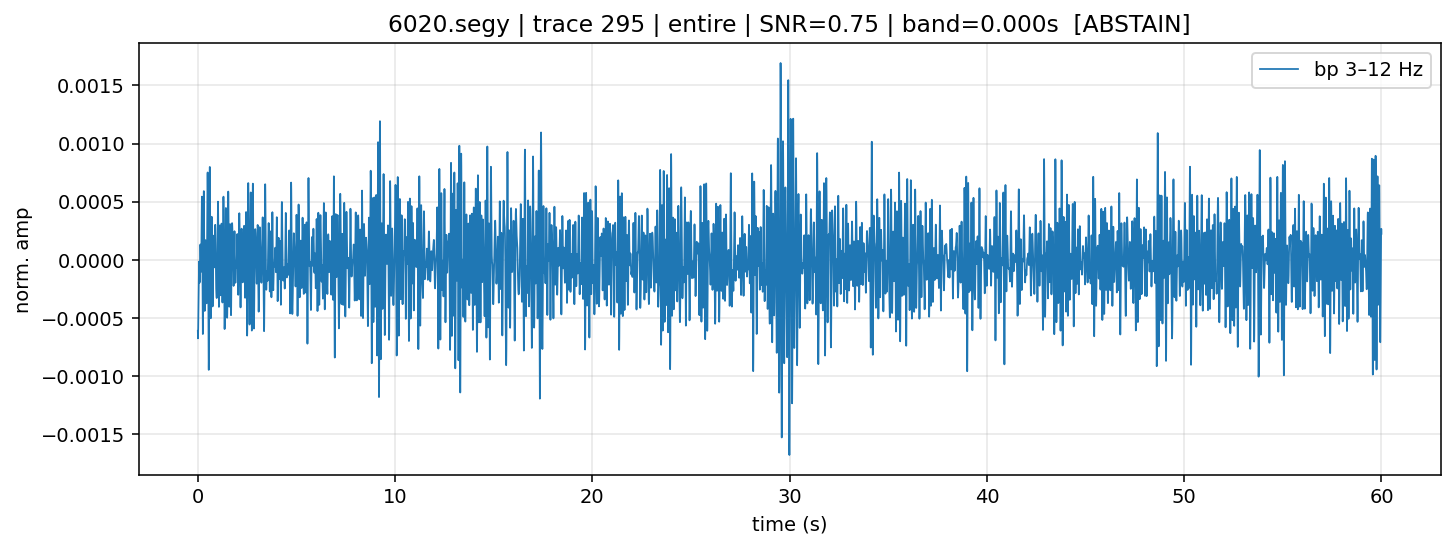 6020.segy | trace 295 | entire | SNR=0.75 | band=0.000s  [ABSTAIN]
bp 3–12 Hz
norm. amp
0.0015
0.0010
0.0005
0.0000
−0.0005
−0.0010
−0.0015
0 10 20 30 40 50 60
time (s)